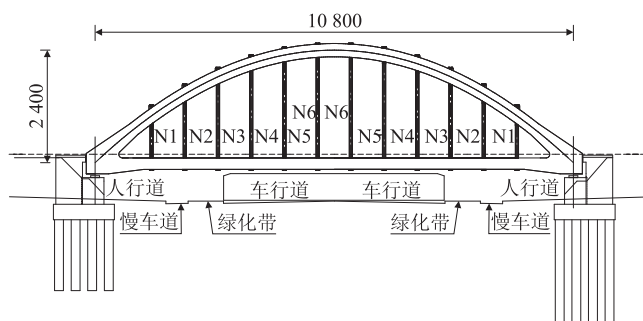 10 800
2 400
N6 N6
N1 N2 N3 N4 N5 N5 N4 N3 N2 N1
人行道 车行道 车行道 人行道
慢车道 绿化带 绿化带 慢车道